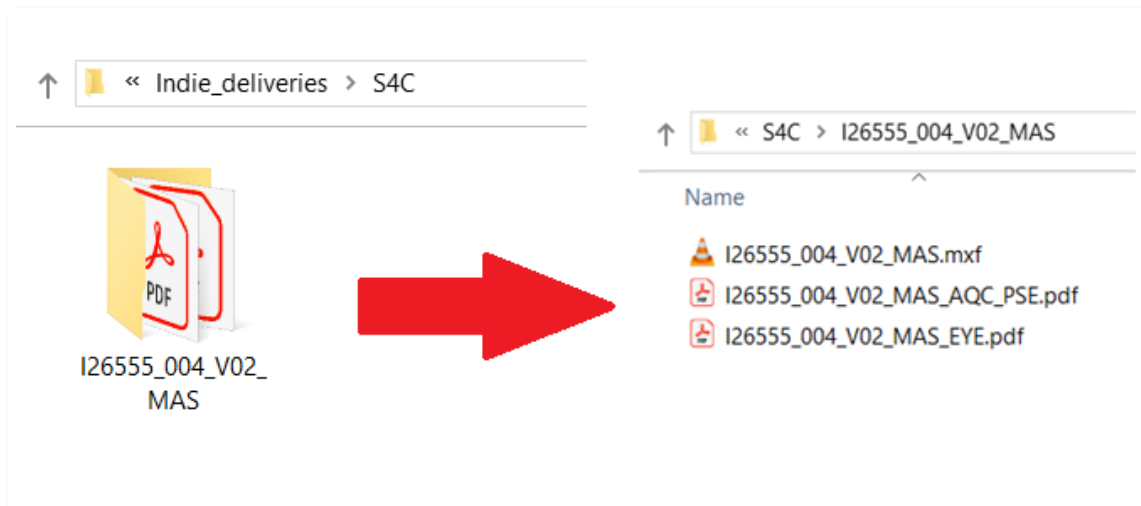 « Indie_deliveries > S4C
PDF
I26555_004_V02_
MAS
« S4C > I26555_004_V02_MAS
Name
I26555_004_V02_MAS.mxf
I26555_004_V02_MAS_AQC_PSE.pdf
I26555_004_V02_MAS_EYE.pdf